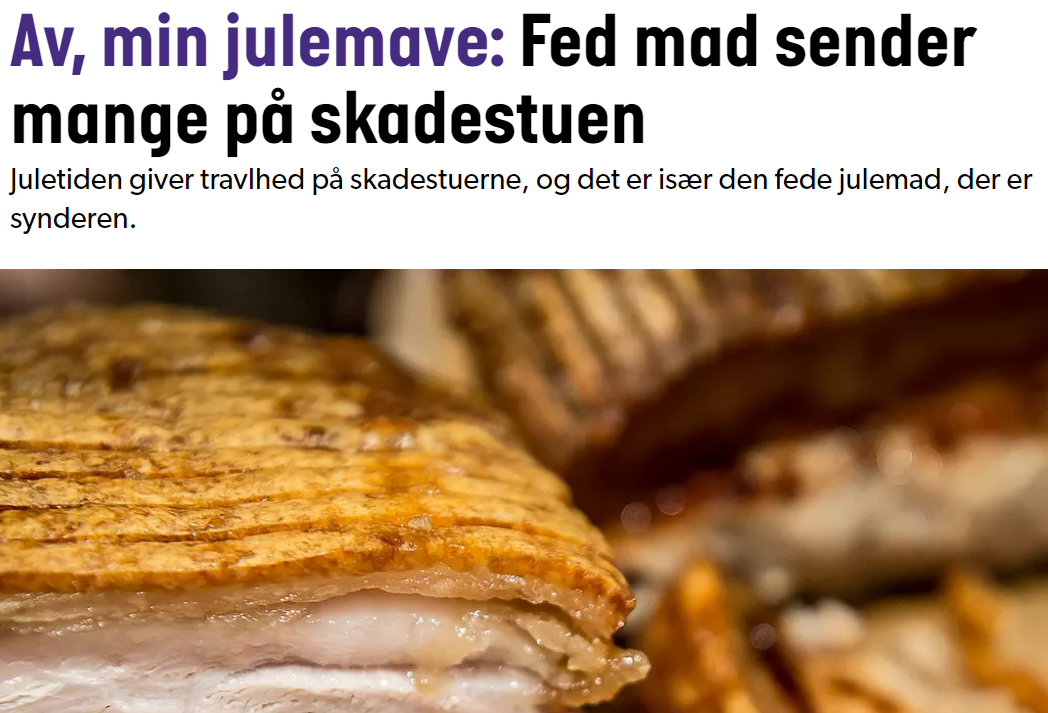 Av, min julemave: Fed mad sender
mange på skadestuen
Juletiden giver travlhed på skadestuerne, og det er især den fede julemad, der er
synderen.